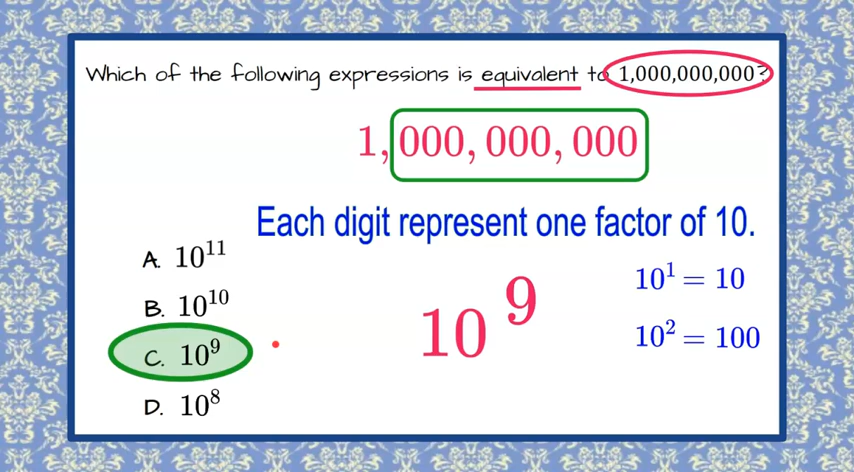 Which of the following expressions is equivalent to 1,000,000,000?
1,000,000,000
Each digit represent one factor of 10.
A. 10¹¹
B. 10¹⁰
C. 10⁹
D. 10⁸
10⁹
10¹ = 10
10² = 100